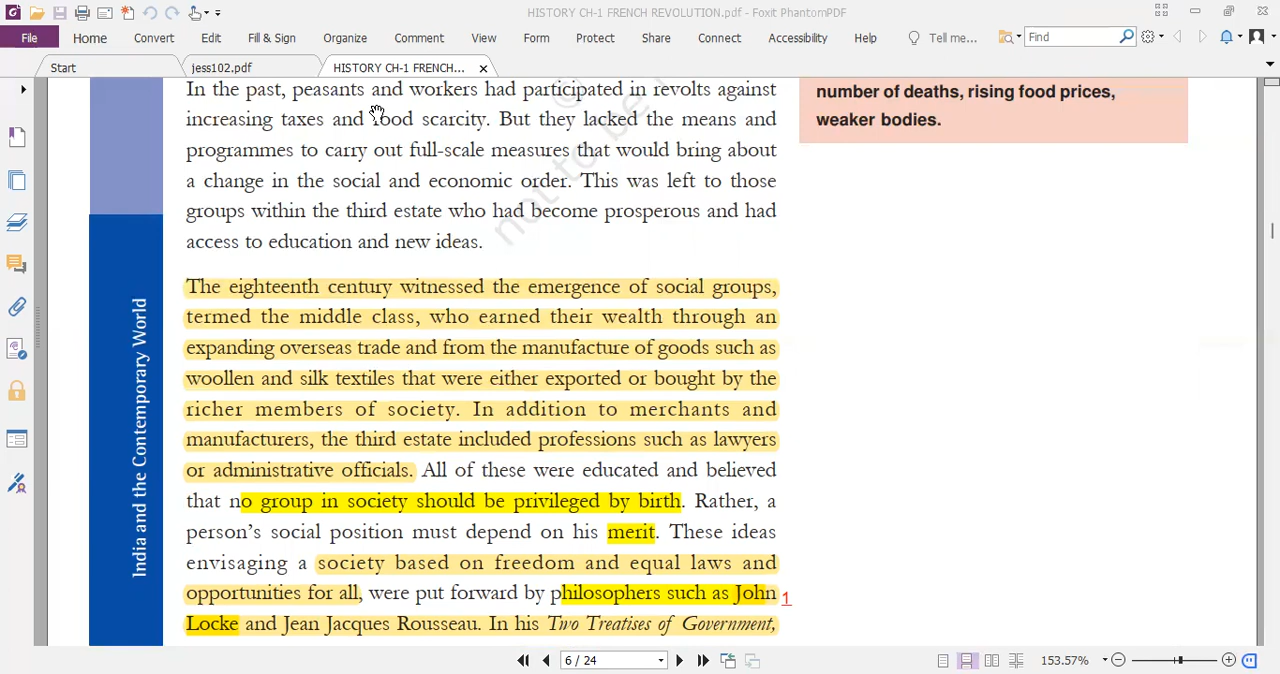 HISTORY CH-1 FRENCH REVOLUTION.pdf - Foxit PhantomPDF
File Home Convert Edit Fill & Sign Organize Comment View Form Protect Share Connect Accessibility Help Tell me... Find
Start jess102.pdf HISTORY CH-1 FRENCH...
In the past, peasants and workers had participated in revolts against
increasing taxes and food scarcity. But they lacked the means and
programmes to carry out full-scale measures that would bring about
a change in the social and economic order. This was left to those
groups within the third estate who had become prosperous and had
access to education and new ideas.
The eighteenth century witnessed the emergence of social groups,
termed the middle class, who earned their wealth through an
expanding overseas trade and from the manufacture of goods such as
woollen and silk textiles that were either exported or bought by the
richer members of society. In addition to merchants and
manufacturers, the third estate included professions such as lawyers
or administrative officials. All of these were educated and believed
that no group in society should be privileged by birth. Rather, a
person's social position must depend on his merit. These ideas
envisaging a society based on freedom and equal laws and
opportunities for all, were put forward by philosophers such as John
Locke and Jean Jacques Rousseau. In his Two Treatises of Government,
1
number of deaths, rising food prices,
weaker bodies.
India and the Contemporary World
©
not to be
6 / 24
153.57%